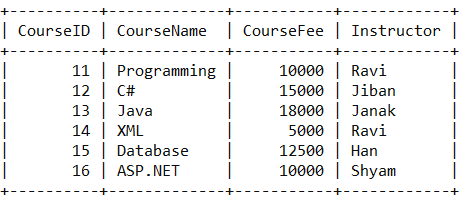 +----------+-------------+-----------+------------+
| CourseID | CourseName  | CourseFee | Instructor |
+----------+-------------+-----------+------------+
|       11 | Programming |     10000 | Ravi       |
|       12 | C#          |     15000 | Jiban      |
|       13 | Java        |     18000 | Janak      |
|       14 | XML         |      5000 | Ravi       |
|       15 | Database    |     12500 | Han        |
|       16 | ASP.NET     |     10000 | Shyam      |
+----------+-------------+-----------+------------+